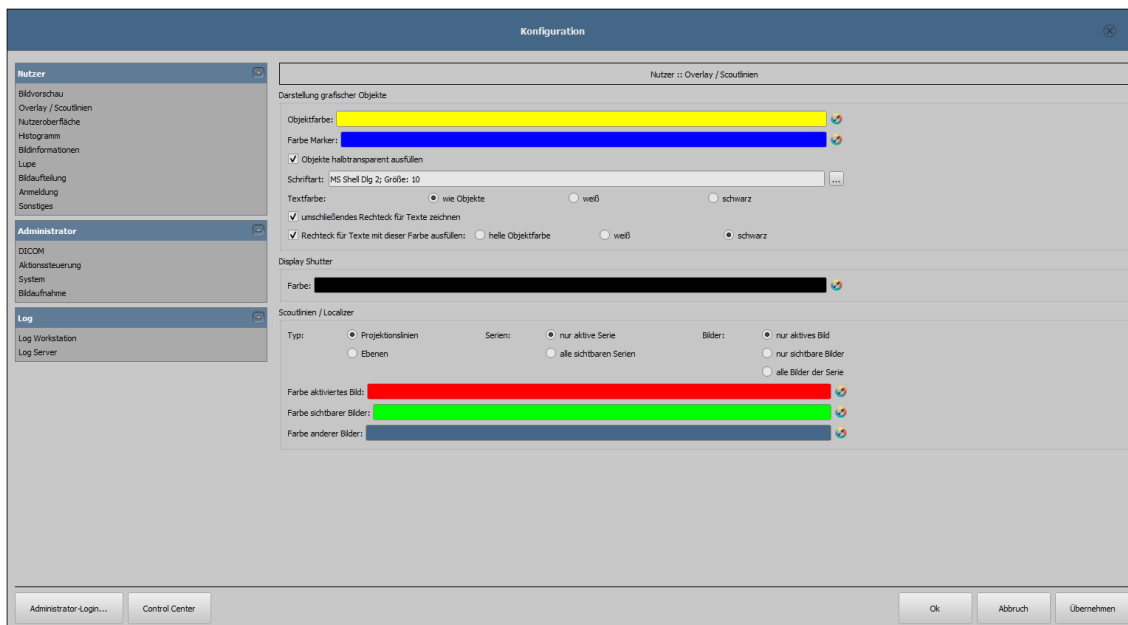 Konfiguration
Nutzer
Bildvorschau
Overlay / Scoutlinien
Nutzeroberfläche
Histogramm
Bildinformationen
Lupe
Bildaufteilung
Anmeldung
Sonstiges
Administrator
DICOM
Aktionssteuerung
System
Bildaufnahme
Log
Log Workstation
Log Server
Nutzer :: Overlay / Scoutlinien
Darstellung grafischer Objekte
Objektfarbe:
Farbe Marker:
Objekte halbtransparent ausfüllen
Schriftart: MS Shell Dlg 2; Größe: 10 ...
Textfarbe: wie Objekte weiß schwarz
umschließendes Rechteck für Texte zeichnen
Rechteck für Texte mit dieser Farbe ausfüllen: helle Objektfarbe weiß schwarz
Display Shutter
Farbe:
Scoutlinien / Localizer
Typ: Projektionslinien Serien: nur aktive Serie Bilder: nur aktives Bild
Ebenen alle sichtbaren Serien nur sichtbare Bilder
alle Bilder der Serie
Farbe aktiviertes Bild:
Farbe sichtbarer Bilder:
Farbe anderer Bilder:
Administrator-Login... Control Center Ok Abbruch Übernehmen